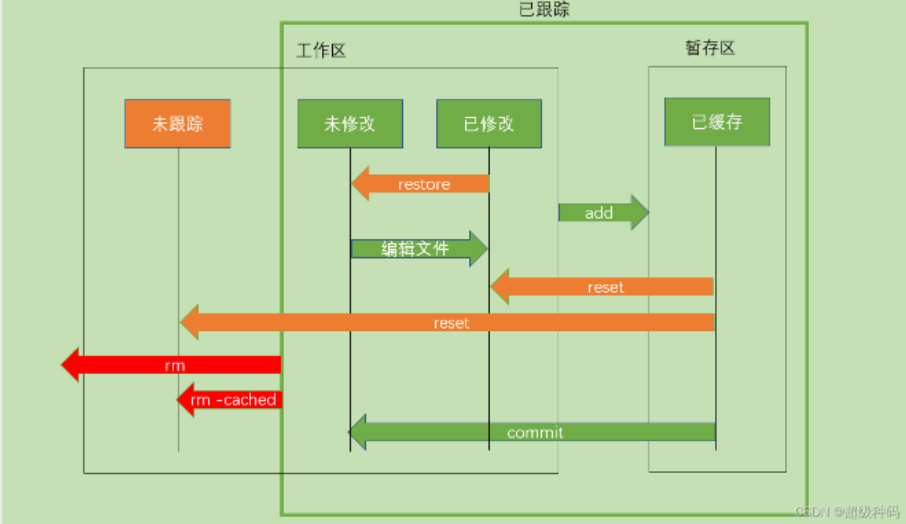 已跟踪
工作区
暂存区
未跟踪
未修改
已修改
已缓存
restore
add
编辑文件
reset
reset
rm
rm -cached
commit
CSDN @超级种码